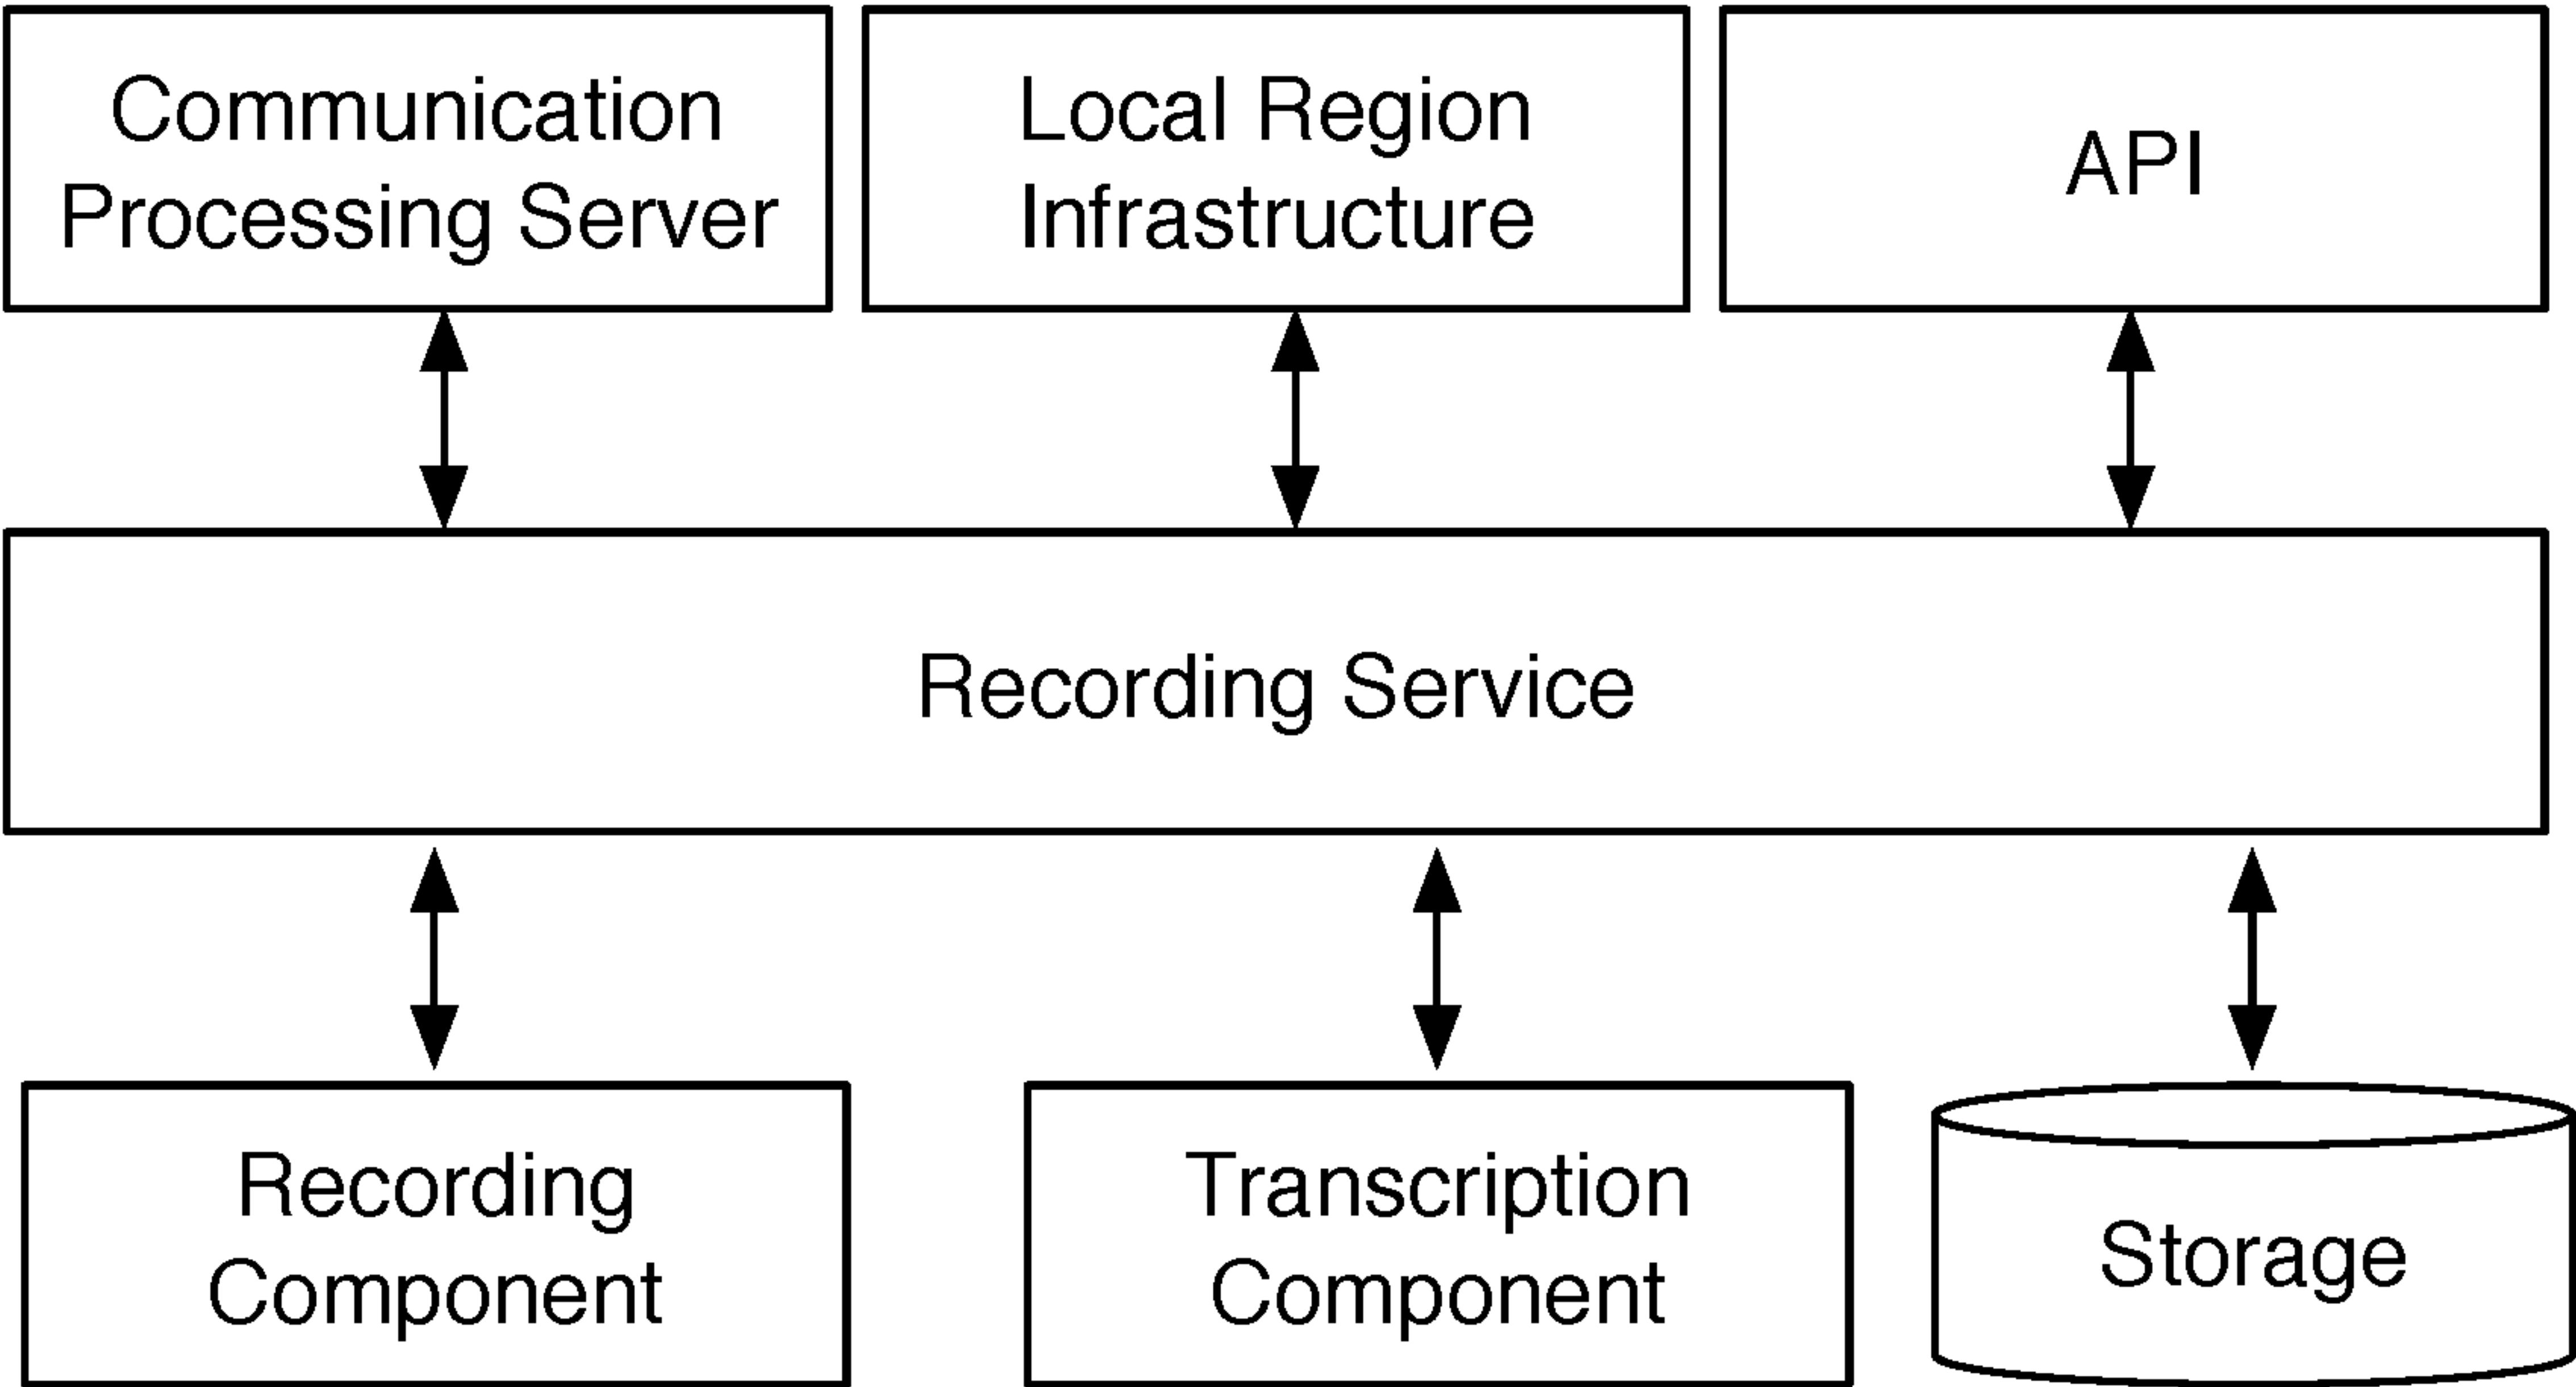 Communication
Processing Server
Local Region
Infrastructure
API
Recording Service
Recording
Component
Transcription
Component
Storage